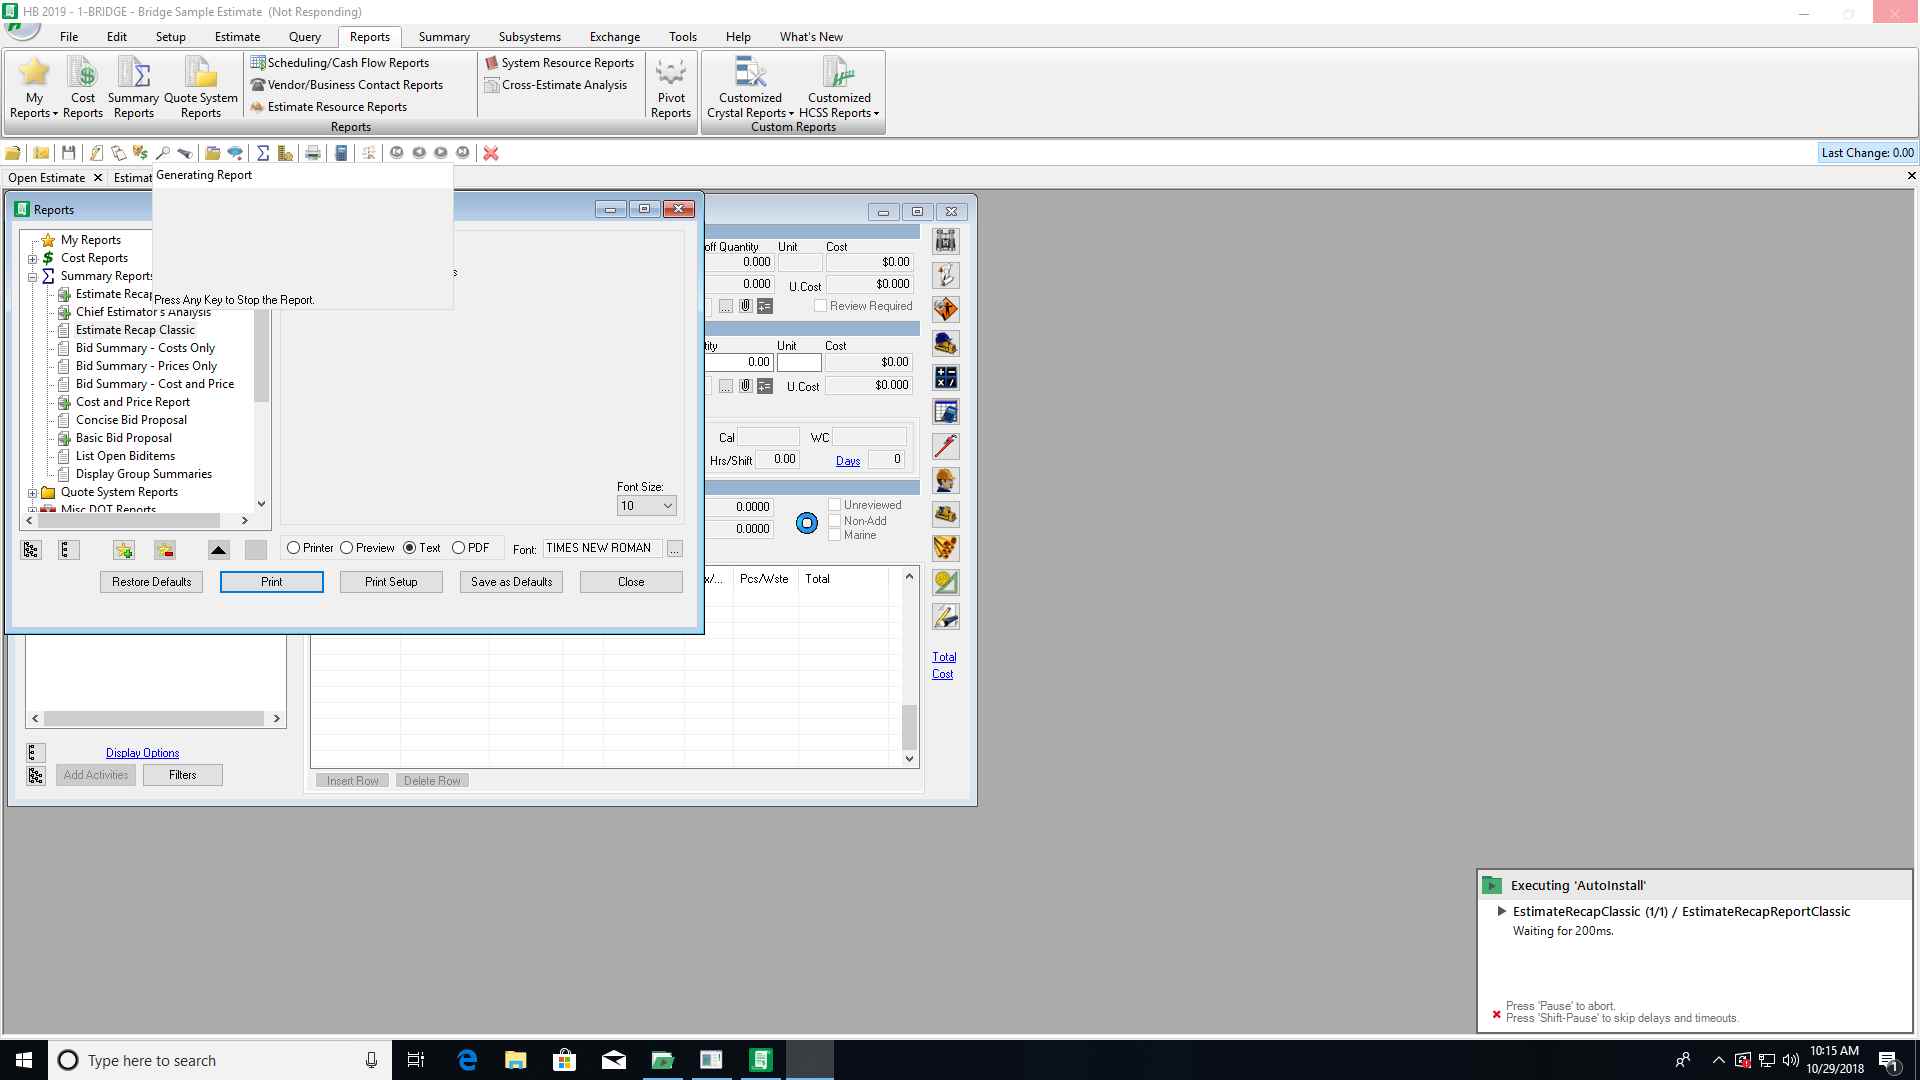 HB 2019 - 1-BRIDGE - Bridge Sample Estimate (Not Responding)
File Edit Setup Estimate Query Reports Summary Subsystems Exchange Tools Help What's New
My Reports
Cost Reports
Summary Reports
Quote System Reports
Scheduling/Cash Flow Reports
Vendor/Business Contact Reports
Estimate Resource Reports
System Resource Reports
Cross-Estimate Analysis
Pivot Reports
Customized Crystal Reports
Customized HCSS Reports
Reports
Custom Reports
Last Change: 0.00
Open Estimate
Estimat
Generating Report
Press Any Key to Stop the Report.
Reports
My Reports
Cost Reports
Summary Reports
Estimate Recap
Chief Estimator's Analysis
Estimate Recap Classic
Bid Summary - Costs Only
Bid Summary - Prices Only
Bid Summary - Cost and Price
Cost and Price Report
Concise Bid Proposal
Basic Bid Proposal
List Open Biditems
Display Group Summaries
Quote System Reports
Misc DOT Reports
s
Font Size:
10
Printer Preview Text PDF Font: TIMES NEW ROMAN ...
Restore Defaults Print Print Setup Save as Defaults Close
off Quantity Unit Cost
0.000 $0.00
0.000 U.Cost $0.000
... Review Required
tity Unit Cost
0.00 $0.00
... U.Cost $0.000
Cal WC
Hrs/Shift 0.00 Days 0
0.0000 Unreviewed
Non-Add
0.0000 Marine
x/... Pcs/Wste Total
Total
Cost
Display Options
Add Activities Filters
Insert Row Delete Row
Executing 'AutoInstall'
EstimateRecapClassic (1/1) / EstimateRecapReportClassic
Waiting for 200ms.
Press 'Pause' to abort.
Press 'Shift-Pause' to skip delays and timeouts.
Type here to search
10:15 AM
10/29/2018
1